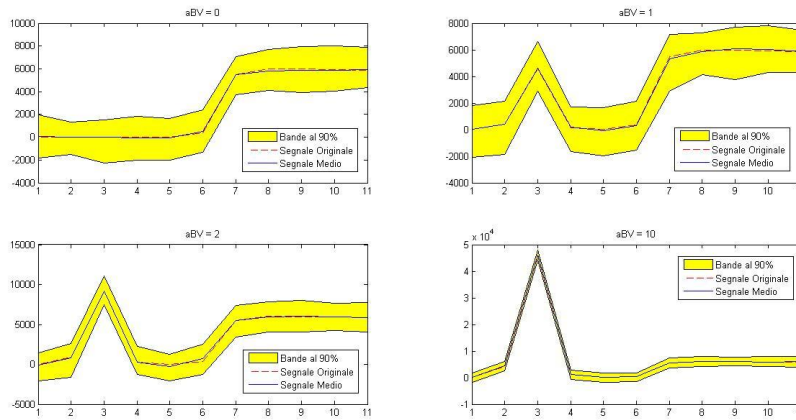 aBV = 0
10000
8000
6000
4000
2000
0
-2000
-4000
1 2 3 4 5 6 7 8 9 10 11
Bande al 90%
Segnale Originale
Segnale Medio
aBV = 1
8000
6000
4000
2000
0
-2000
-4000
1 2 3 4 5 6 7 8 9 10
Bande al 90%
Segnale Originale
Segnale Medio
aBV = 2
15000
10000
5000
0
-5000
1 2 3 4 5 6 7 8 9 10 11
Bande al 90%
Segnale Originale
Segnale Medio
aBV = 10
x 10^4
5
4
3
2
1
0
-1
1 2 3 4 5 6 7 8 9 10
Bande al 90%
Segnale Originale
Segnale Medio